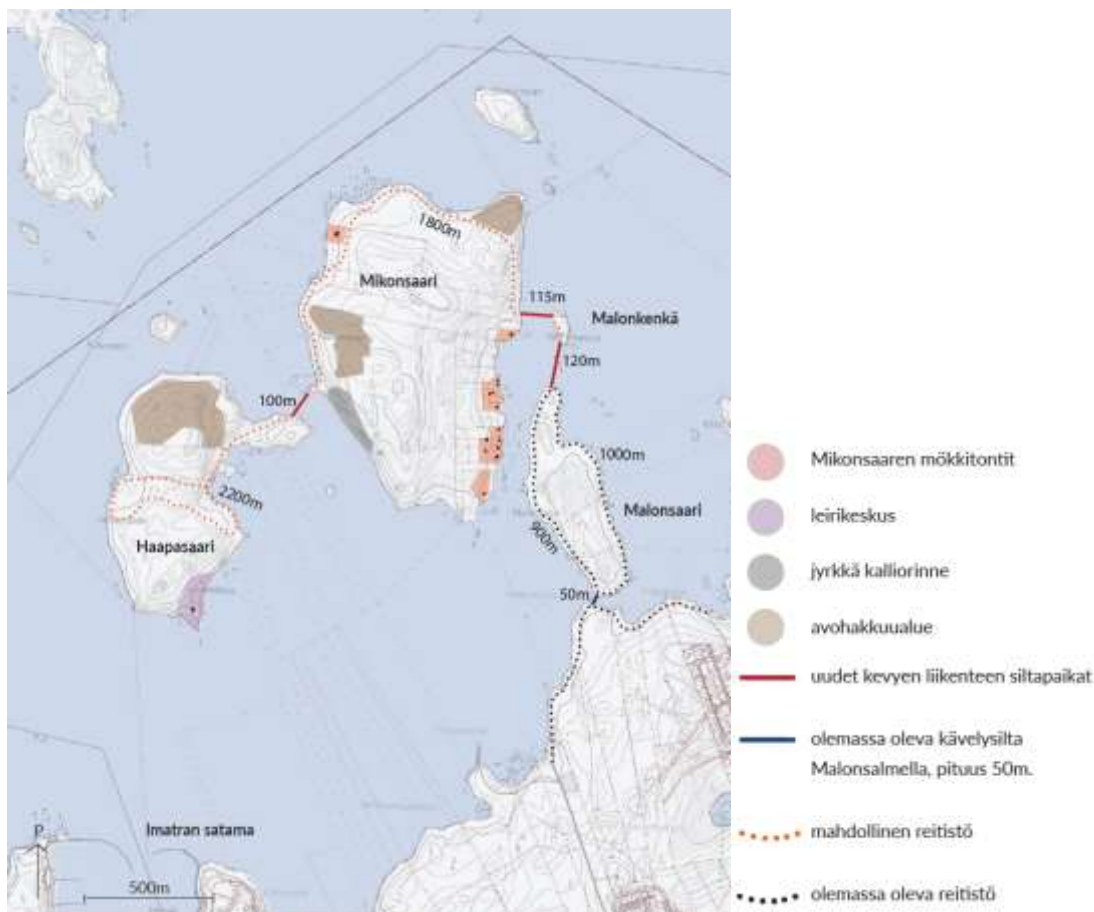 1800m
Mikonsaari
115m
Malonkenkä
120m
100m
1000m
2200m
Malonsaari
900m
Haapasaari
50m
Imatran satama
P
500m
Mikonsaaren mökkitontit
leirikeskus
jyrkkä kalliorinne
avohakkuualue
uudet kevyen liikenteen siltapaikat
olemassa oleva kävelysilta
Malonsalmella, pituus 50m.
mahdollinen reitistö
olemassa oleva reitistö